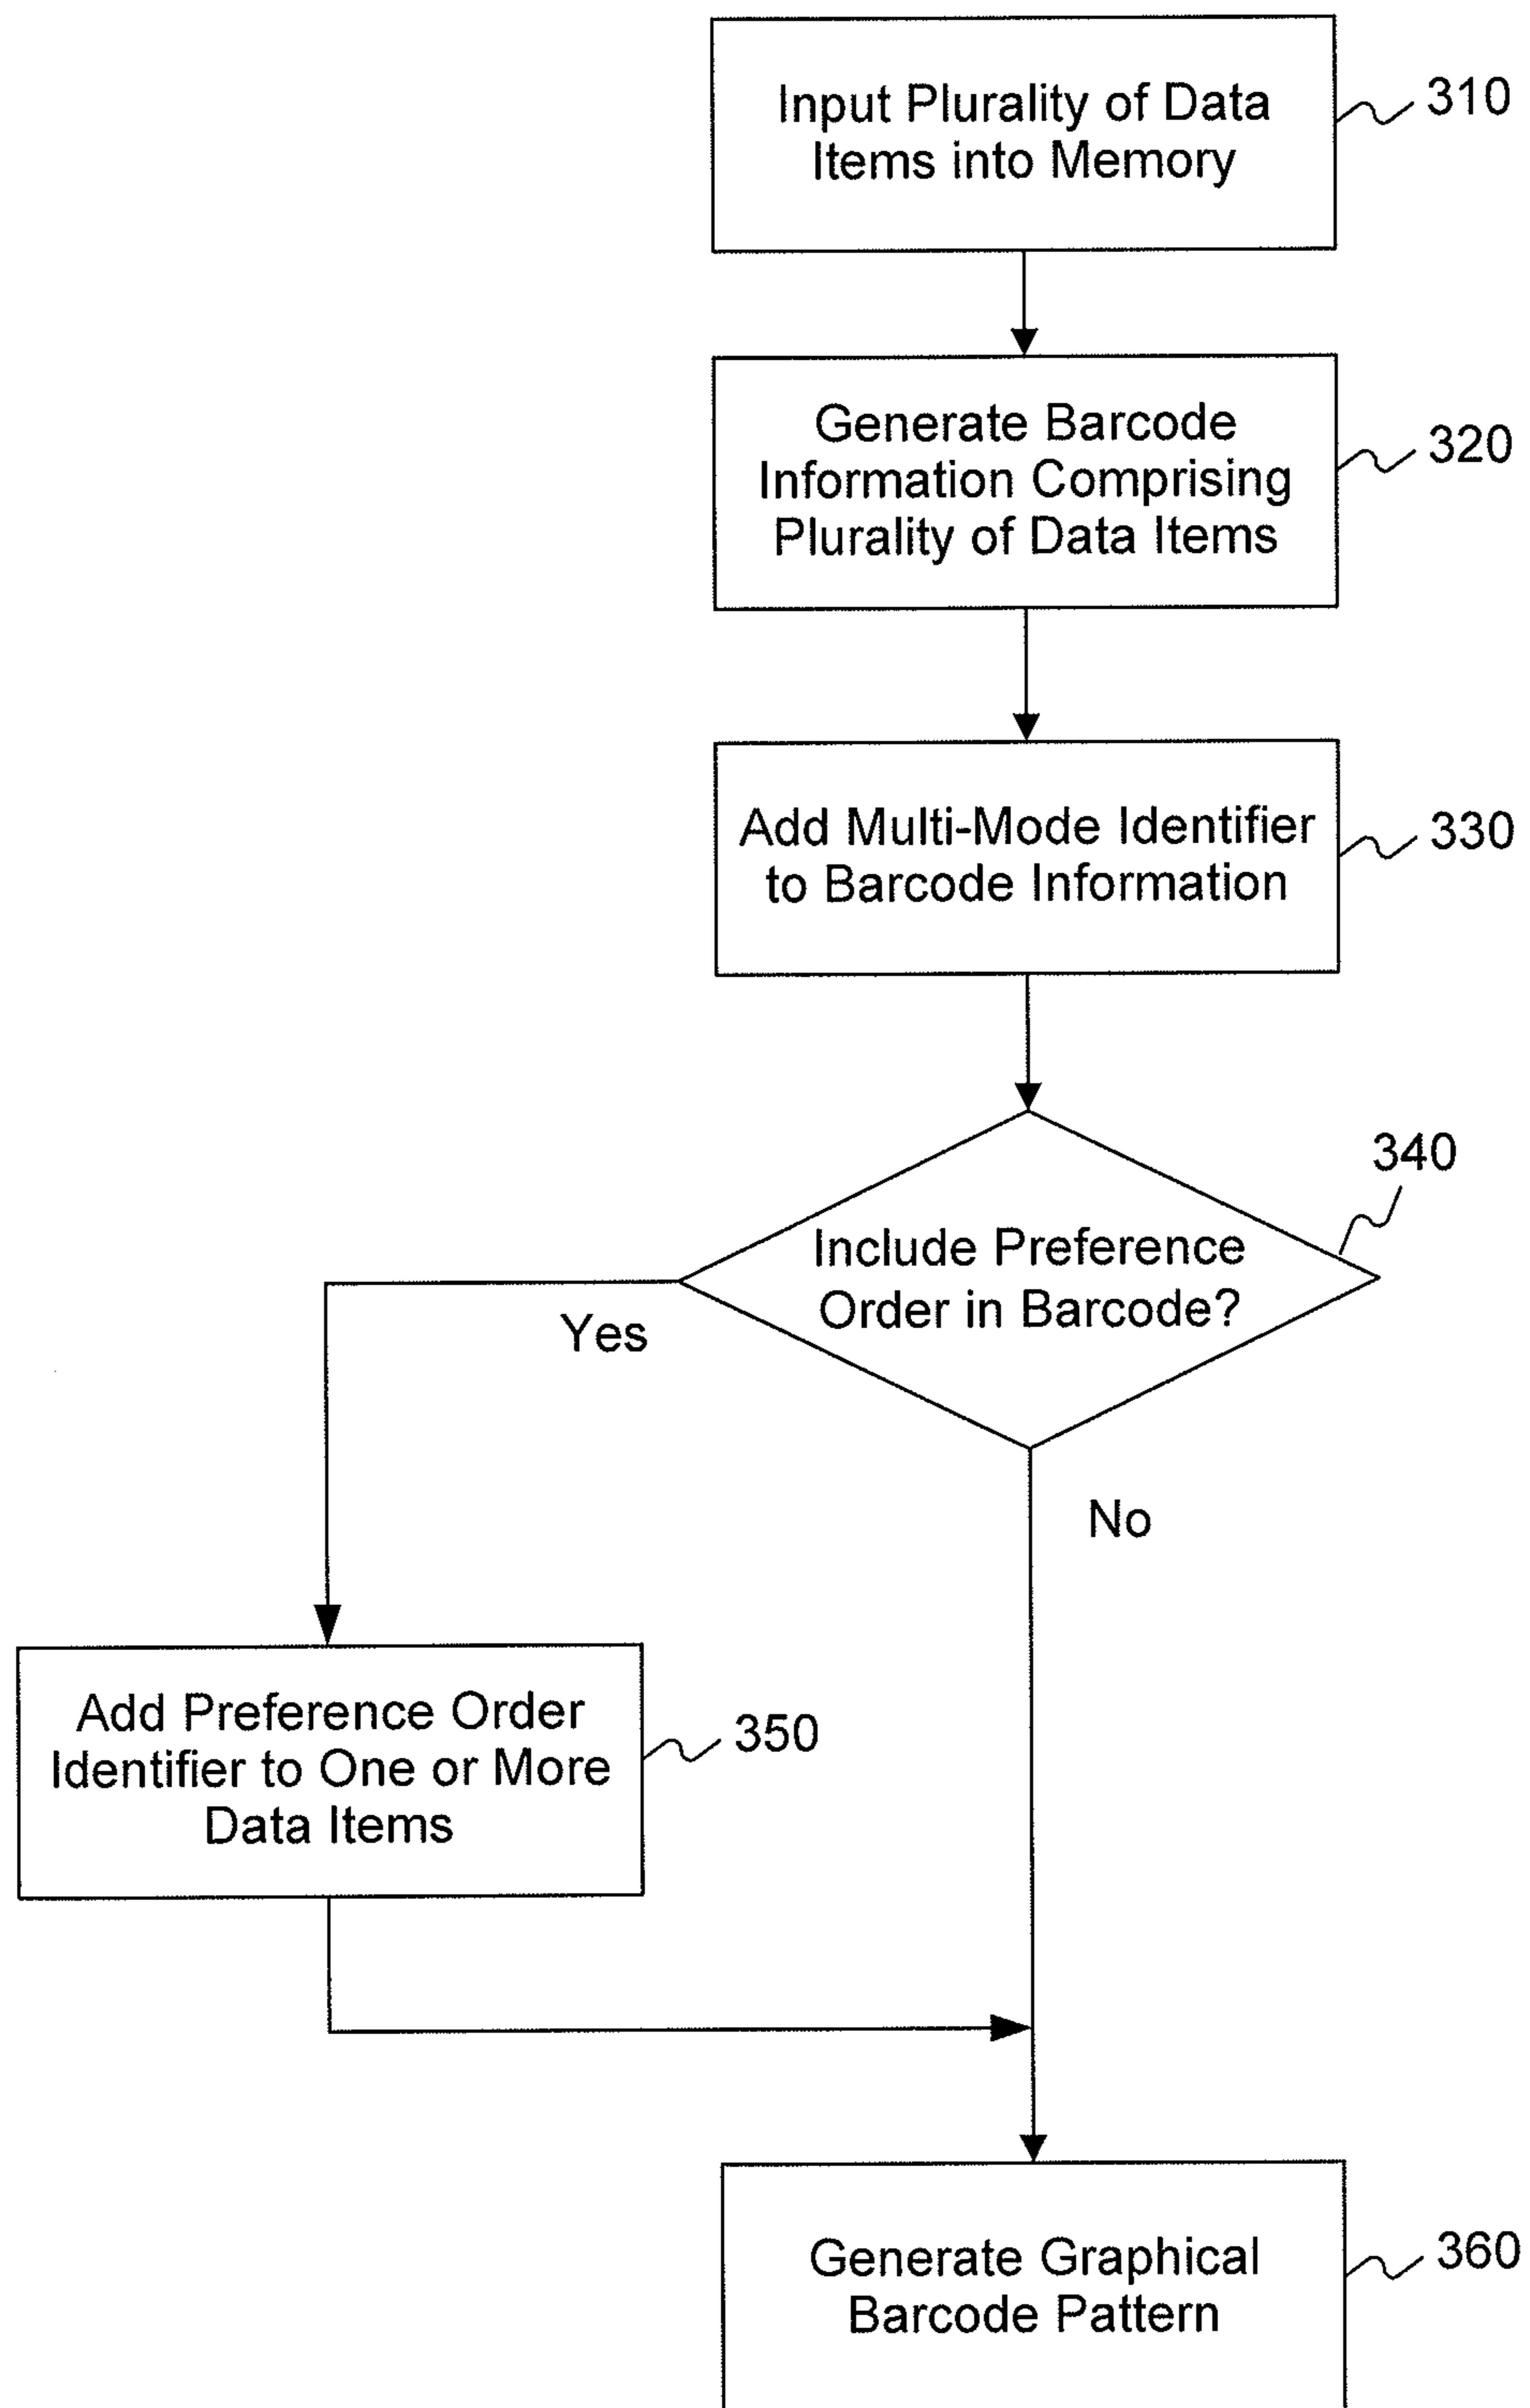 Input Plurality of Data
Items into Memory
310
Generate Barcode
Information Comprising
Plurality of Data Items
320
Add Multi-Mode Identifier
to Barcode Information
330
340
Include Preference
Order in Barcode?
Yes
No
Add Preference Order
Identifier to One or More
Data Items
350
Generate Graphical
Barcode Pattern
360